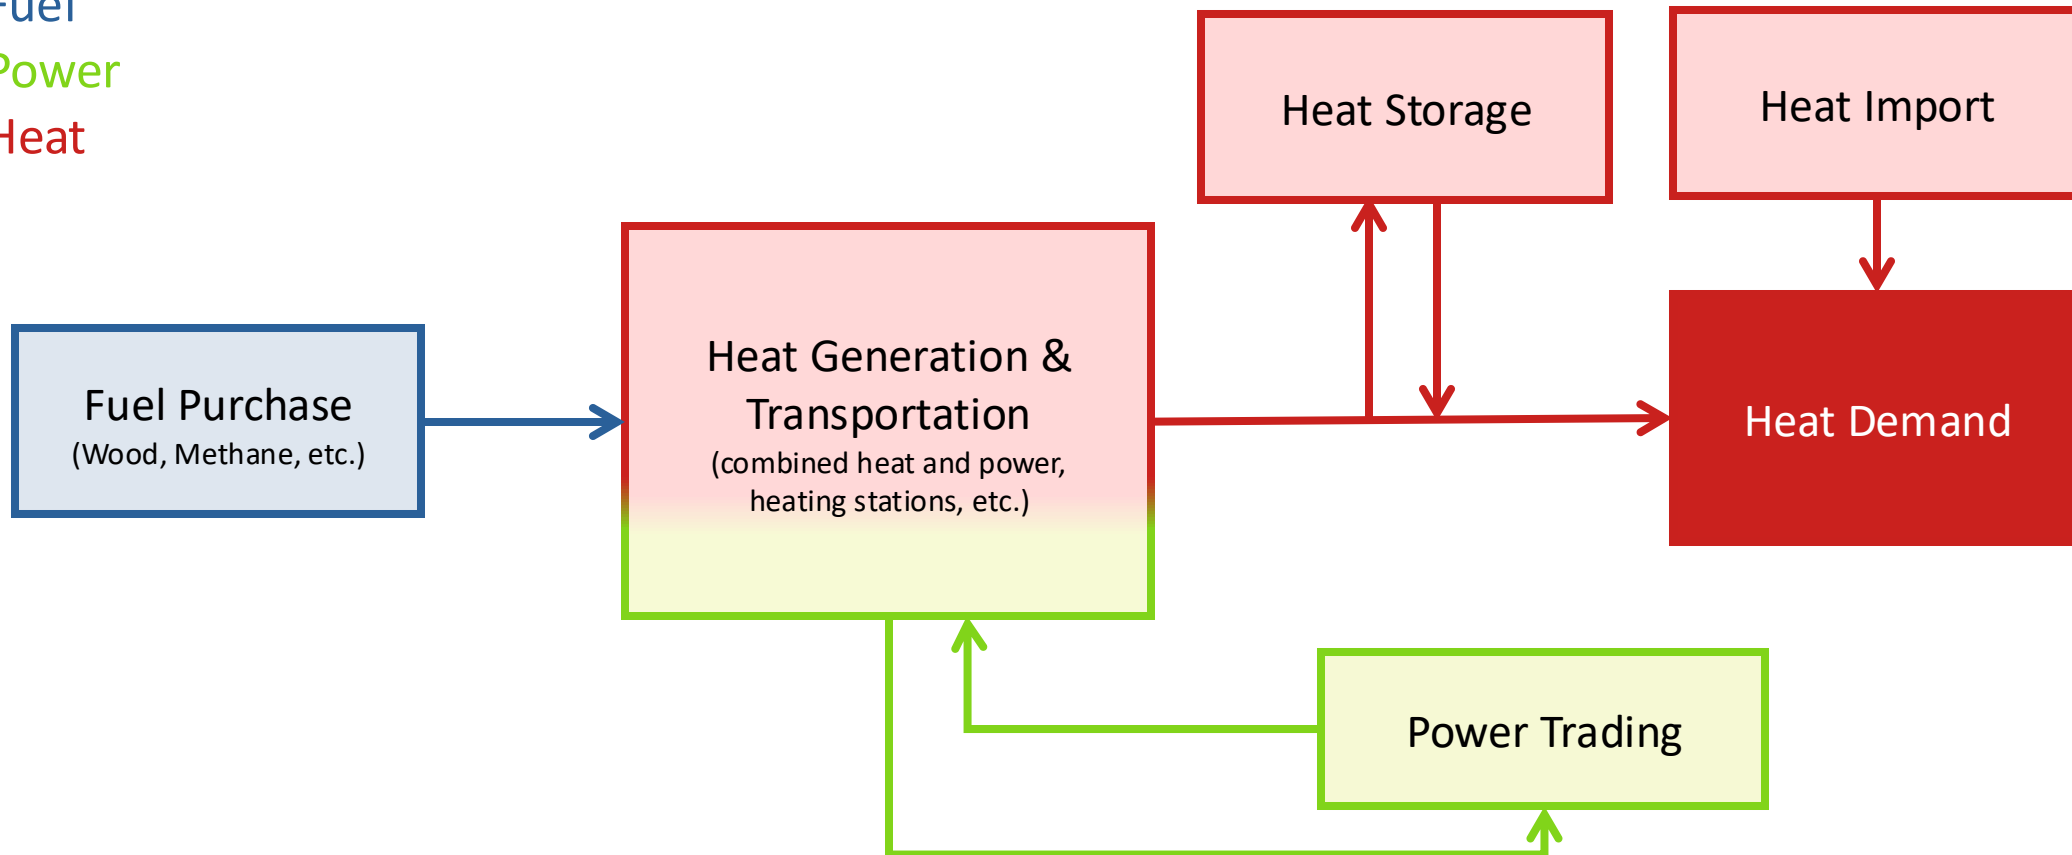 Fuel
Power
Heat
Heat Storage
Heat Import
Heat Generation &
Transportation
(combined heat and power,
heating stations, etc.)
Fuel Purchase
(Wood, Methane, etc.)
Heat Demand
Power Trading